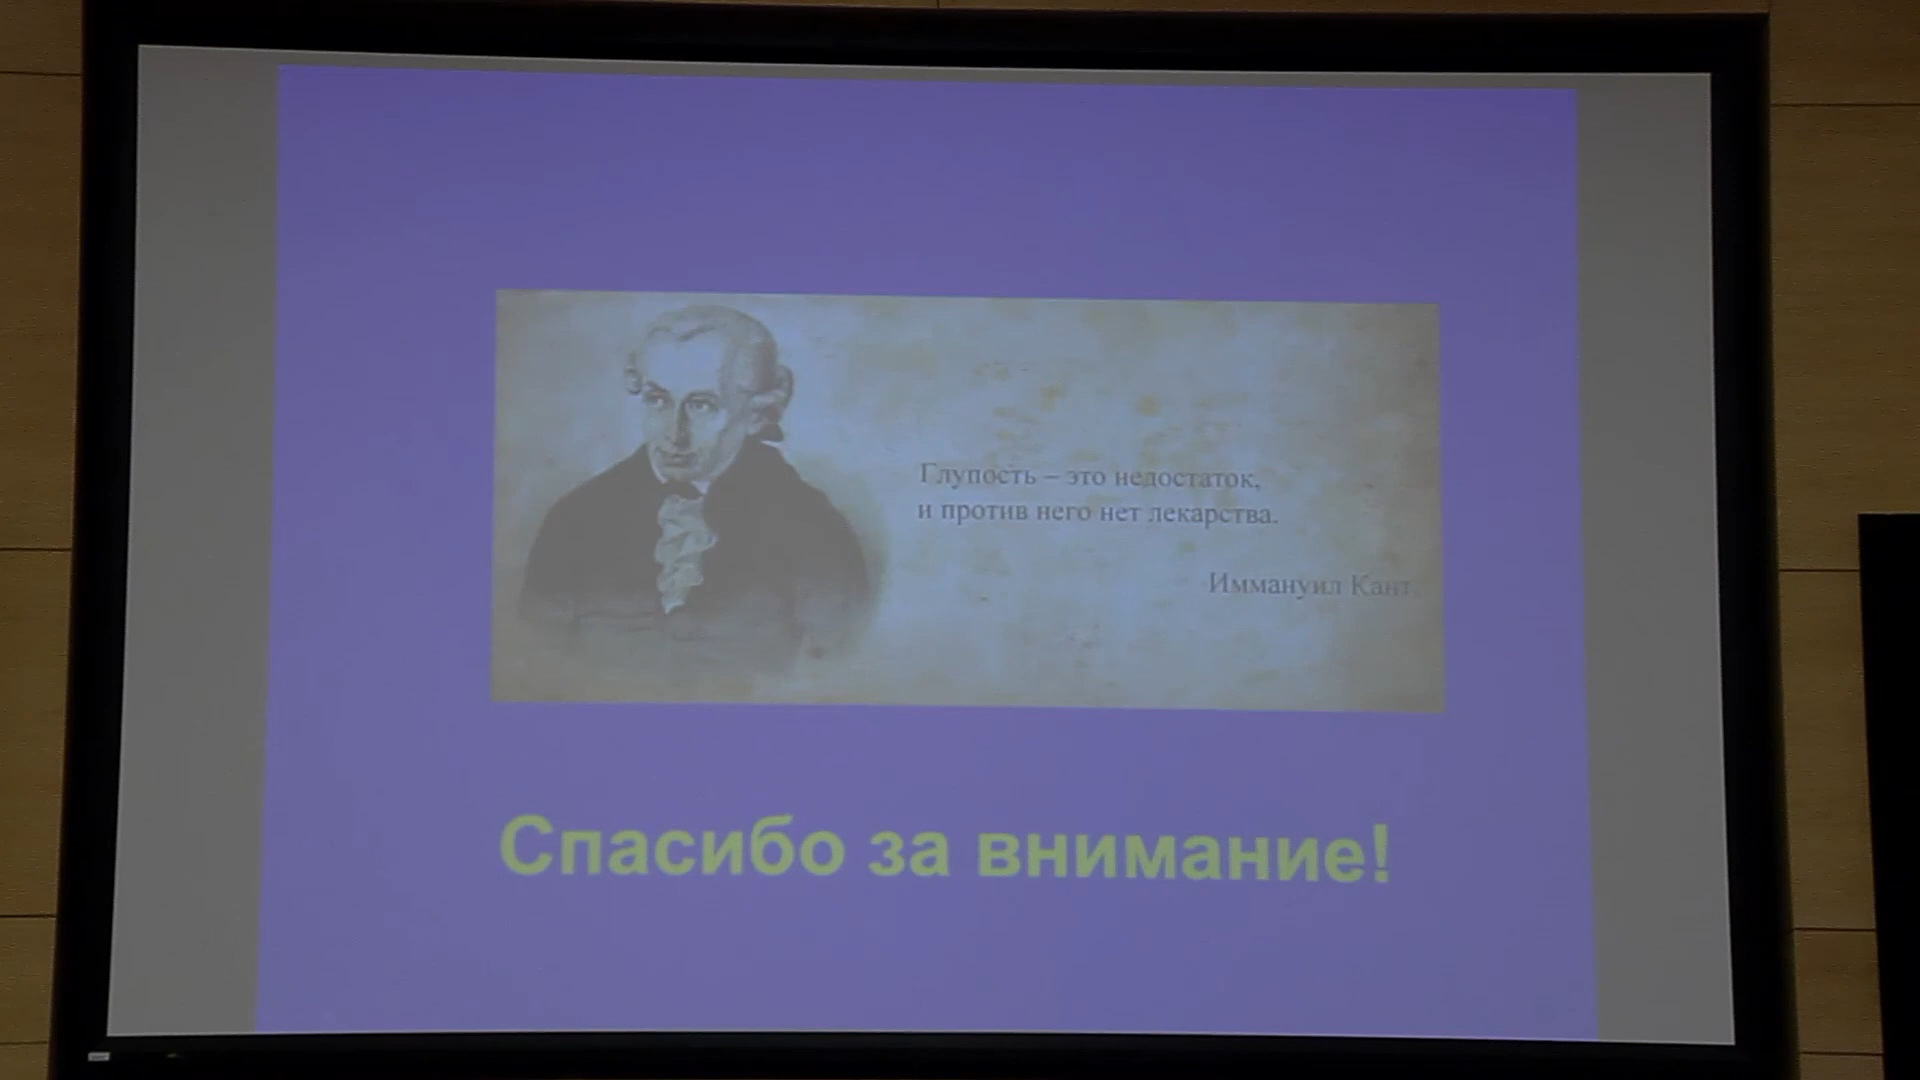 Глупость – это недостаток,
и против него нет лекарства.
Иммануил Кант.
Спасибо за внимание!